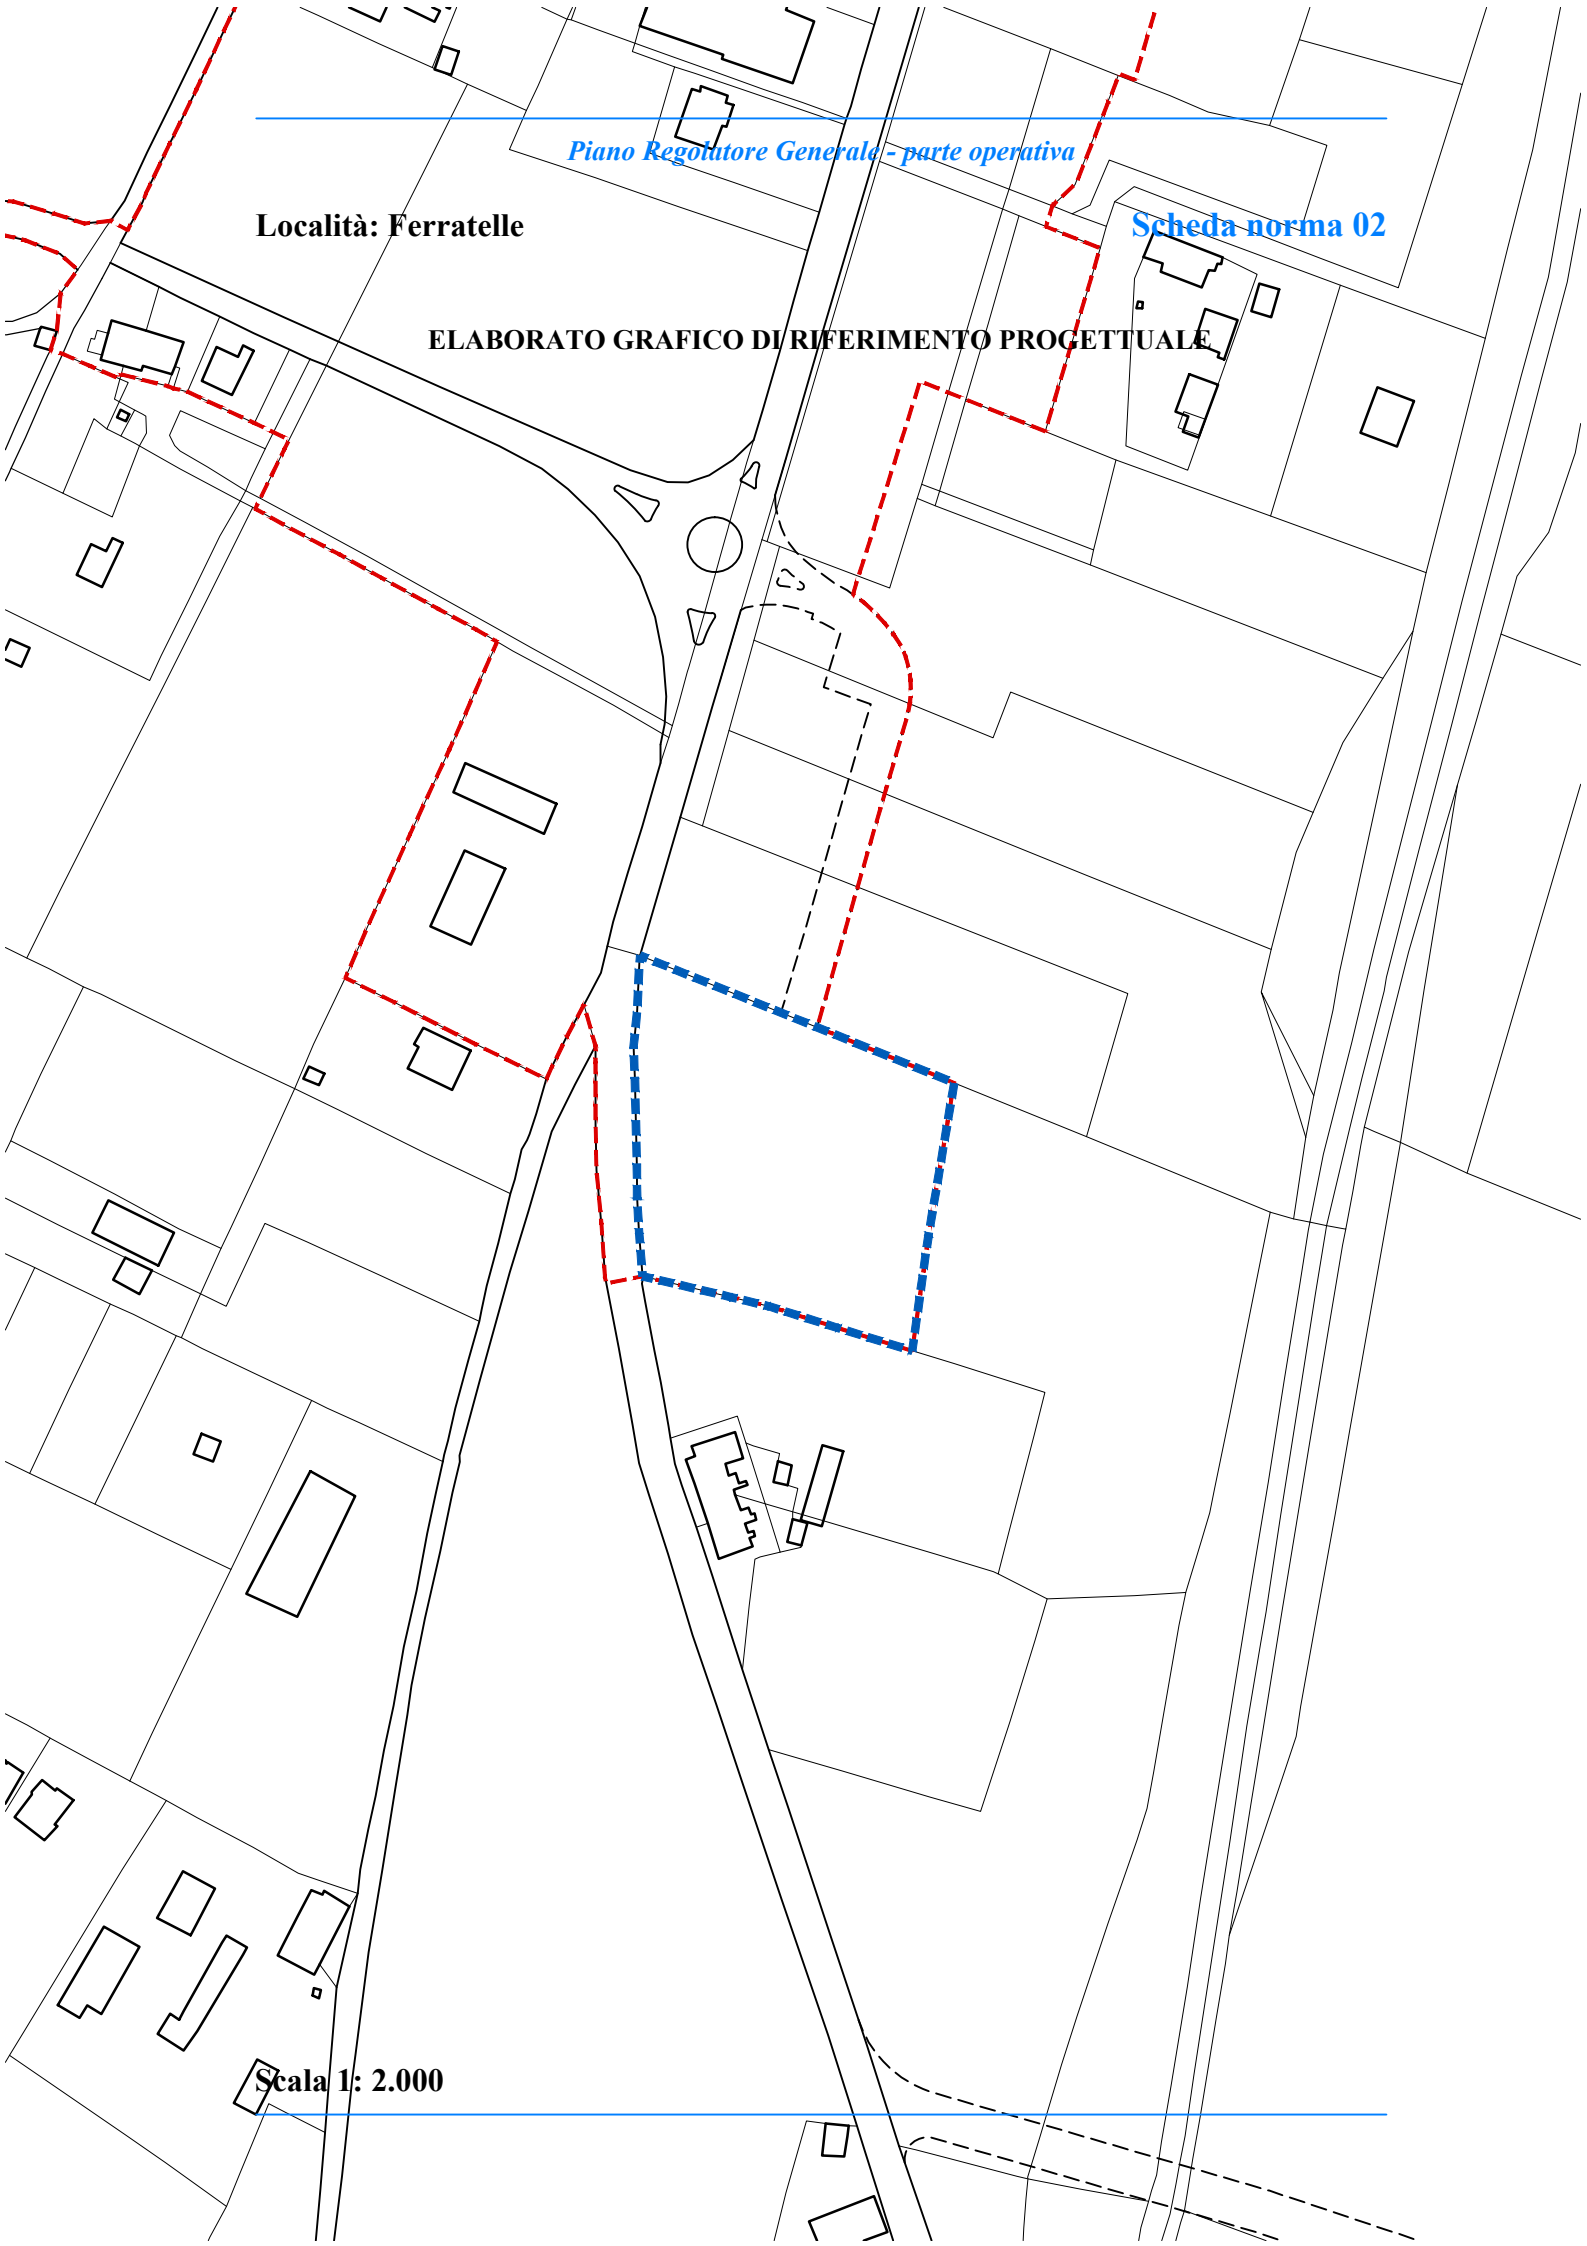 Piano Regolatore Generale - parte operativa
Località: Ferratelle
Scheda norma 02
ELABORATO GRAFICO DI RIFERIMENTO PROGETTUALE
Scala 1: 2.000